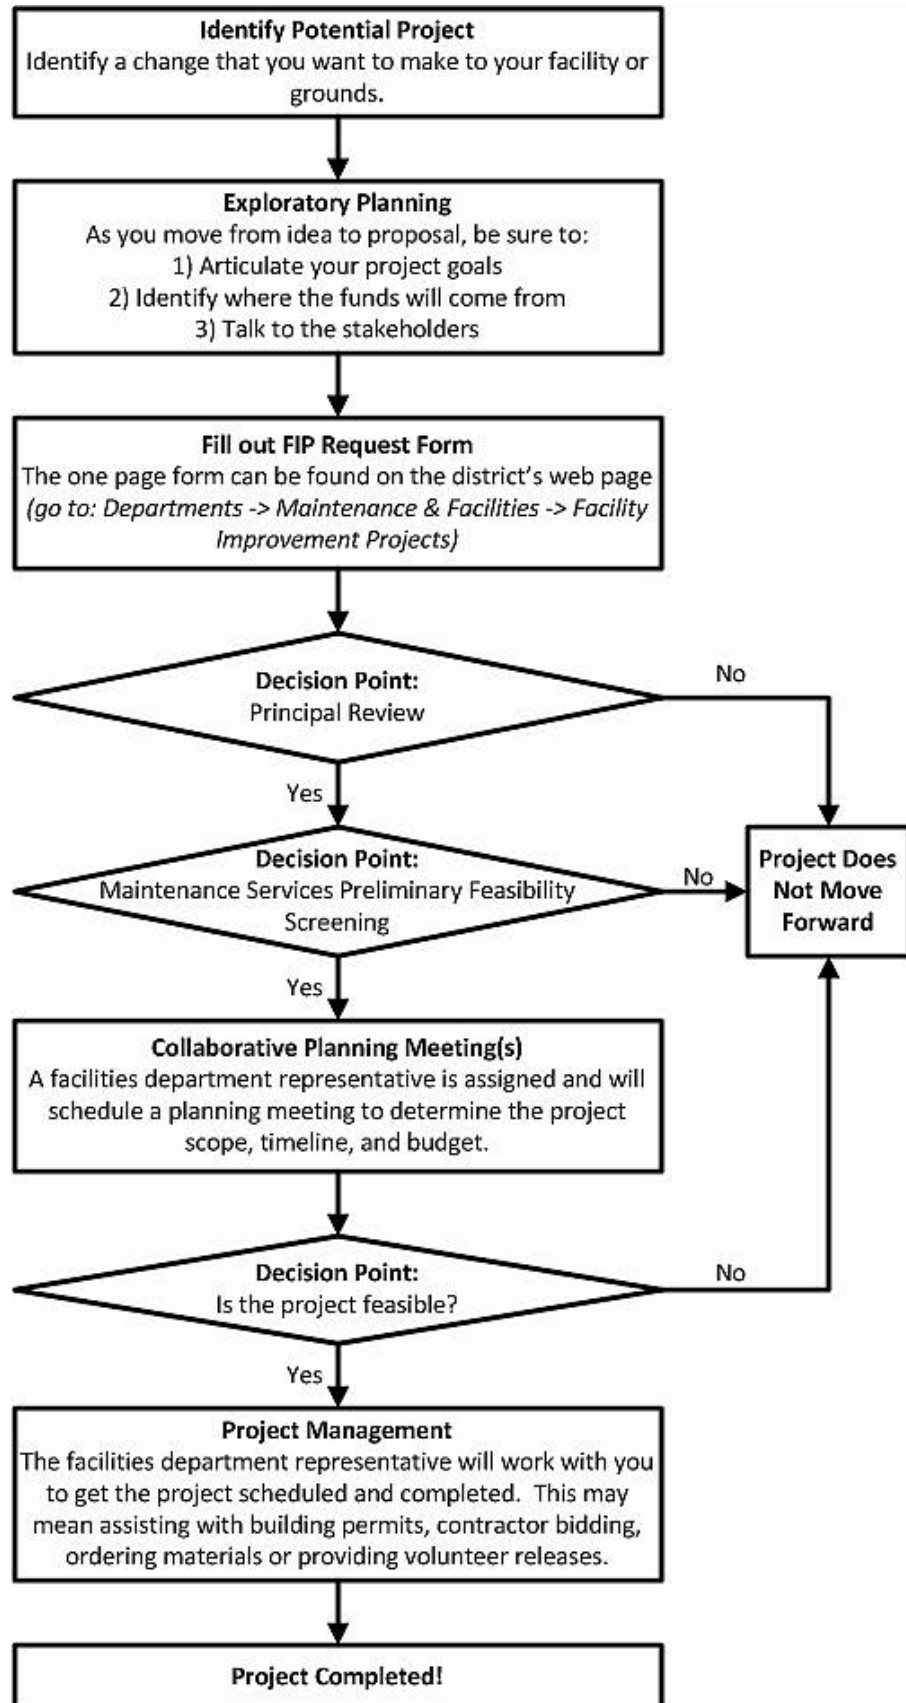 Identify Potential Project
Identify a change that you want to make to your facility or
grounds.
Exploratory Planning
As you move from idea to proposal, be sure to:
1) Articulate your project goals
2) Identify where the funds will come from
3) Talk to the stakeholders
Fill out FIP Request Form
The one page form can be found on the district's web page
(go to: Departments -> Maintenance & Facilities -> Facility
Improvement Projects)
Decision Point:
Principal Review
No
Yes
Decision Point:
Maintenance Services Preliminary Feasibility
Screening
No
Project Does
Not Move
Forward
Yes
Collaborative Planning Meeting(s)
A facilities department representative is assigned and will
schedule a planning meeting to determine the project
scope, timeline, and budget.
Decision Point:
Is the project feasible?
No
Yes
Project Management
The facilities department representative will work with you
to get the project scheduled and completed.  This may
mean assisting with building permits, contractor bidding,
ordering materials or providing volunteer releases.
Project Completed!